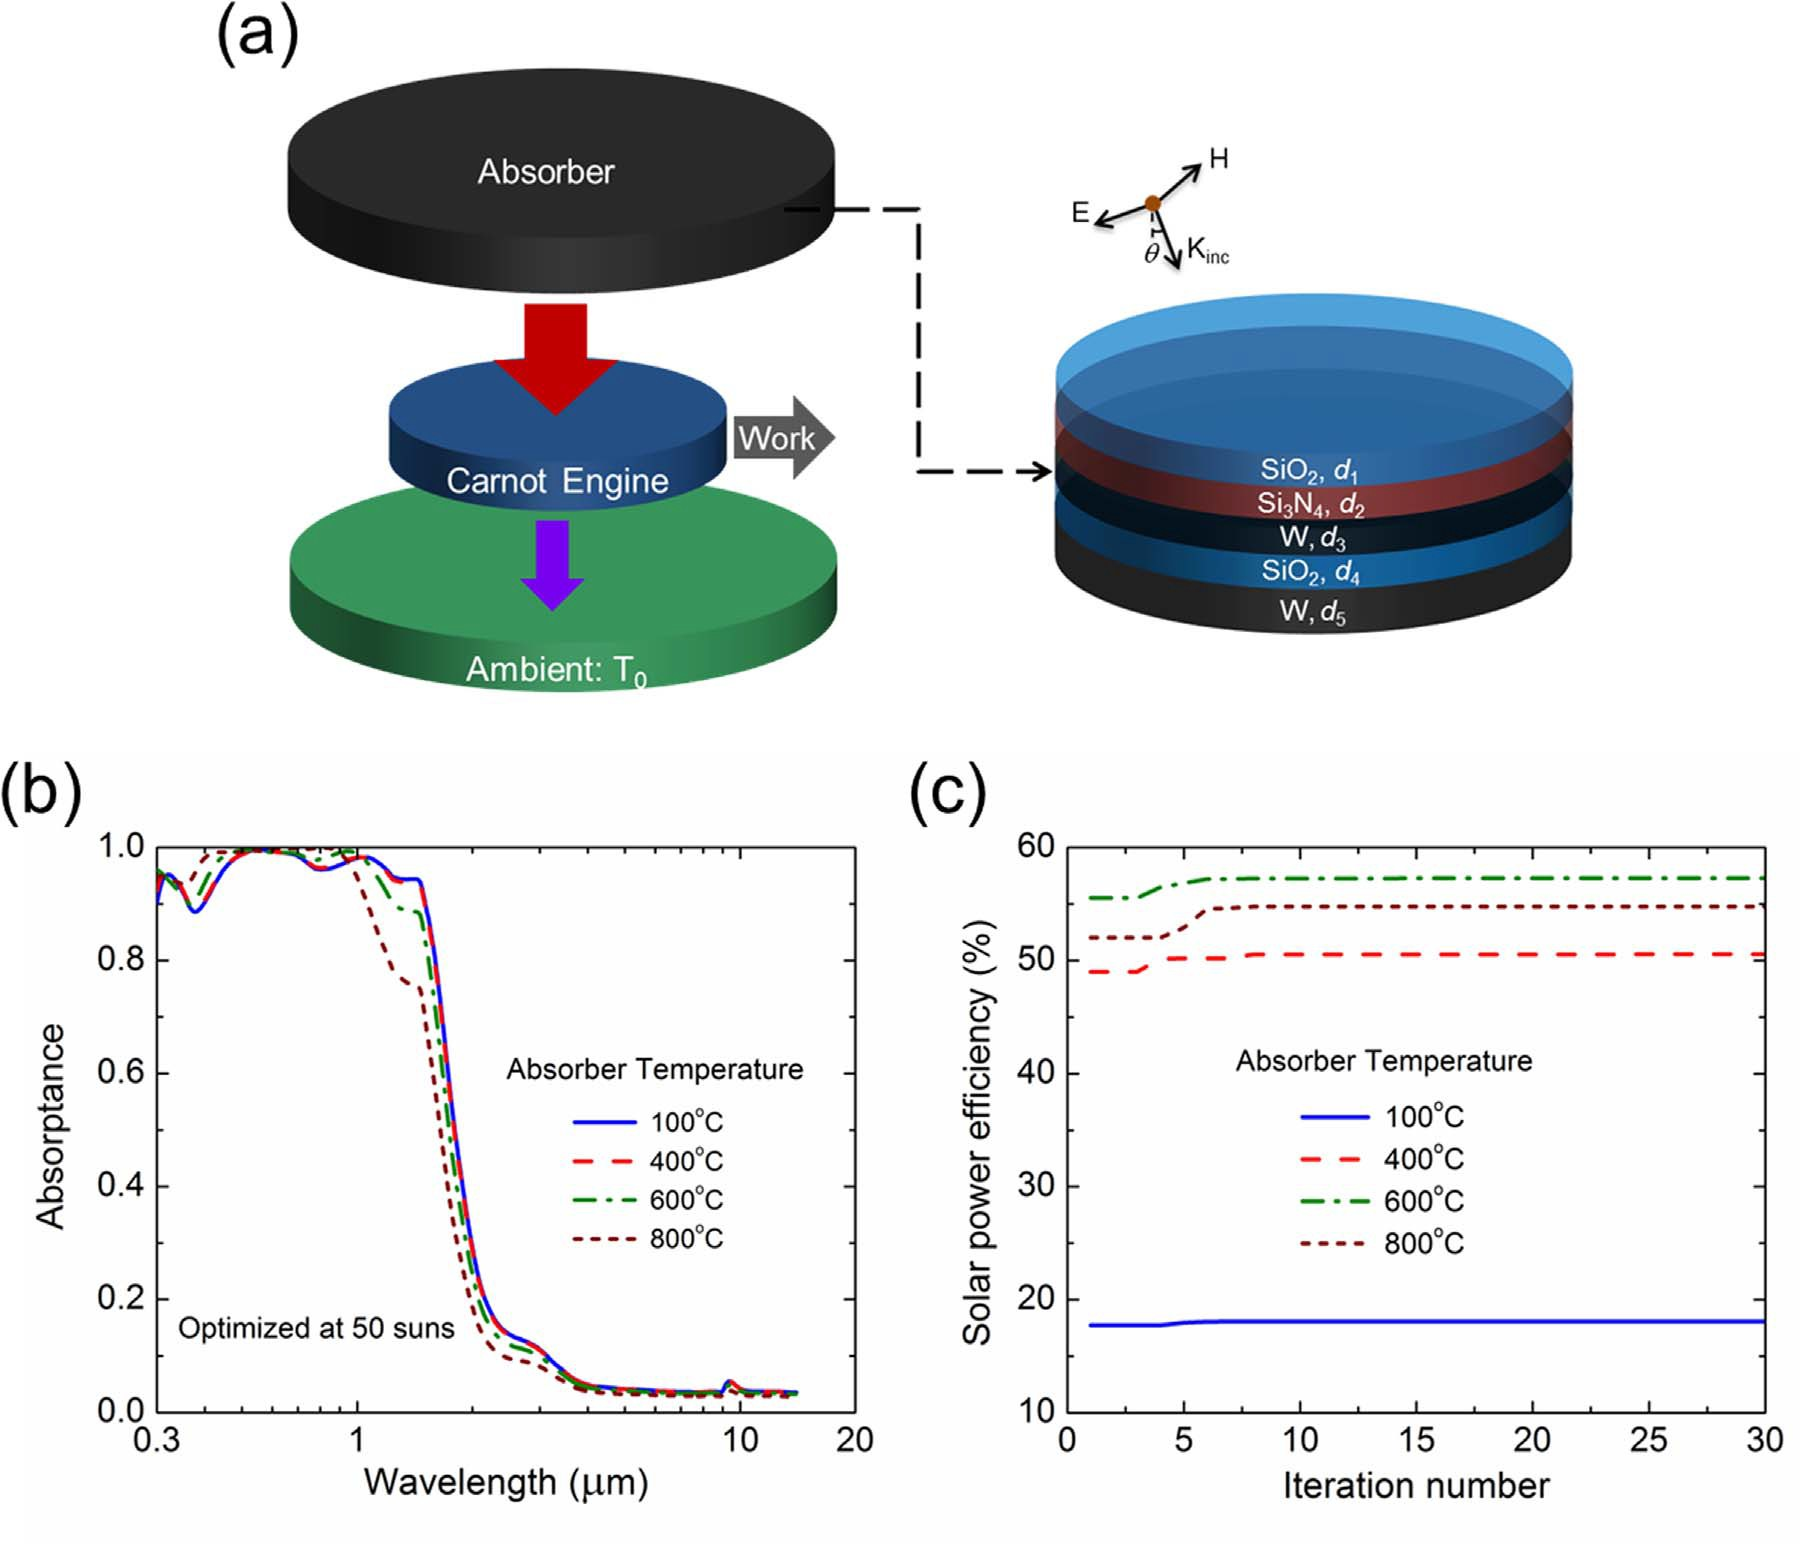 (a)
Absorber
Carnot Engine
Work
Ambient: T₀
H
E
θ
Kᵢₙc
SiO₂, d₁
Si₃N₄, d₂
W, d₃
SiO₂, d₄
W, d₅
(b)
1.0
0.8
0.6
0.4
0.2
0.0
Absorptance
Absorber Temperature
100°C
400°C
600°C
800°C
Optimized at 50 suns
0.3
1
10
20
Wavelength (μm)
(c)
60
50
40
30
20
10
Solar power efficiency (%)
Absorber Temperature
100°C
400°C
600°C
800°C
0
5
10
15
20
25
30
Iteration number